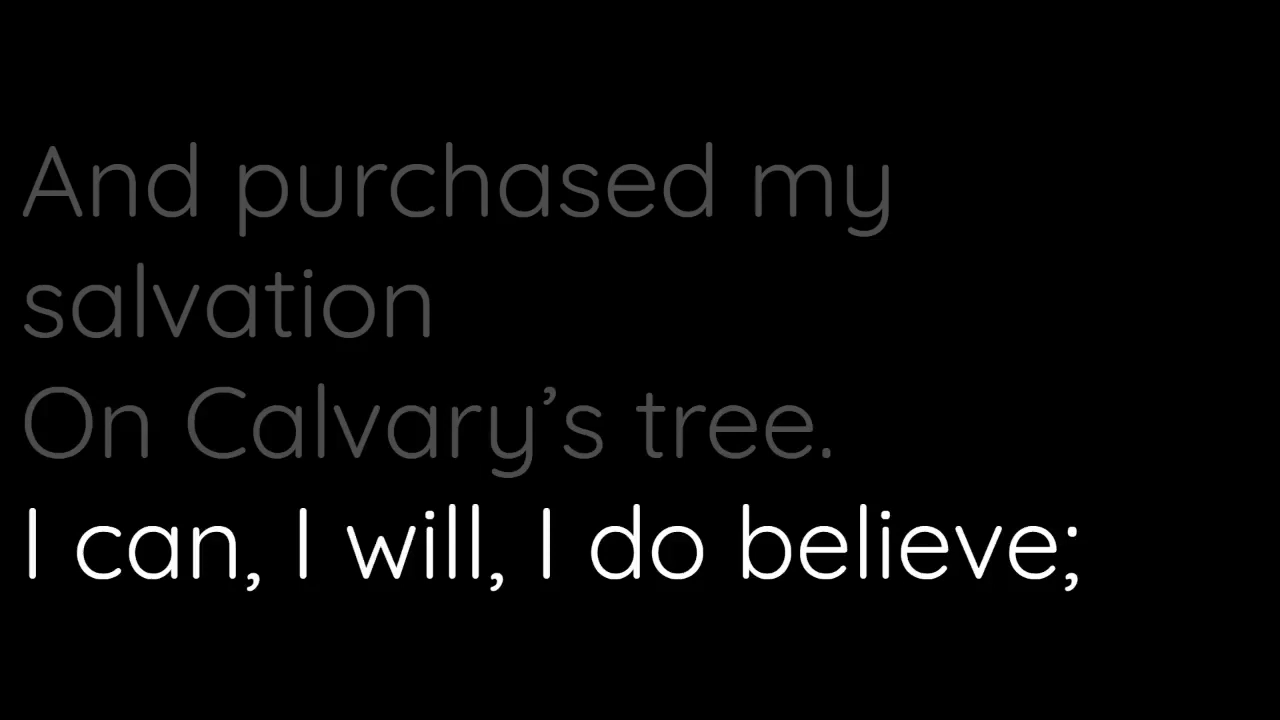 And purchased my
salvation
On Calvary’s tree.
I can, I will, I do believe;